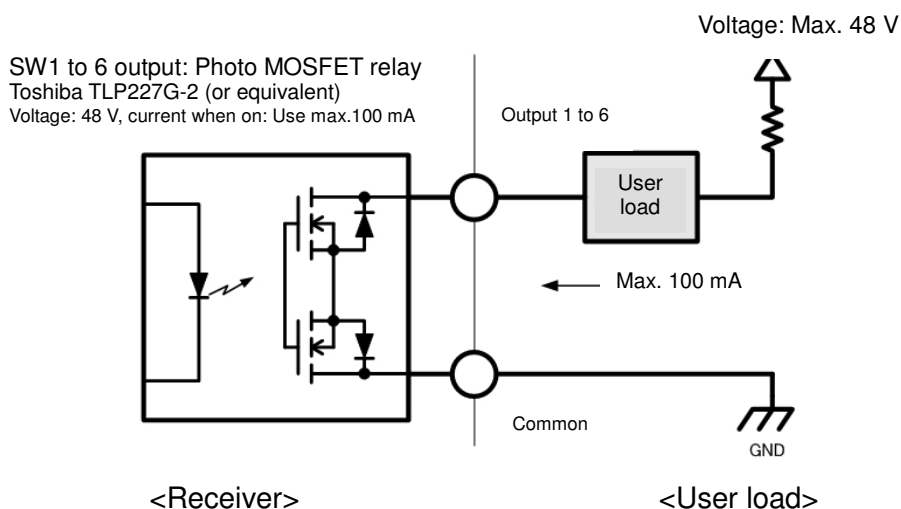 Voltage: Max. 48 V
SW1 to 6 output: Photo MOSFET relay
Toshiba TLP227G-2 (or equivalent)
Voltage: 48 V, current when on: Use max.100 mA
Output 1 to 6
User
load
Max. 100 mA
Common
GND
<Receiver>
<User load>